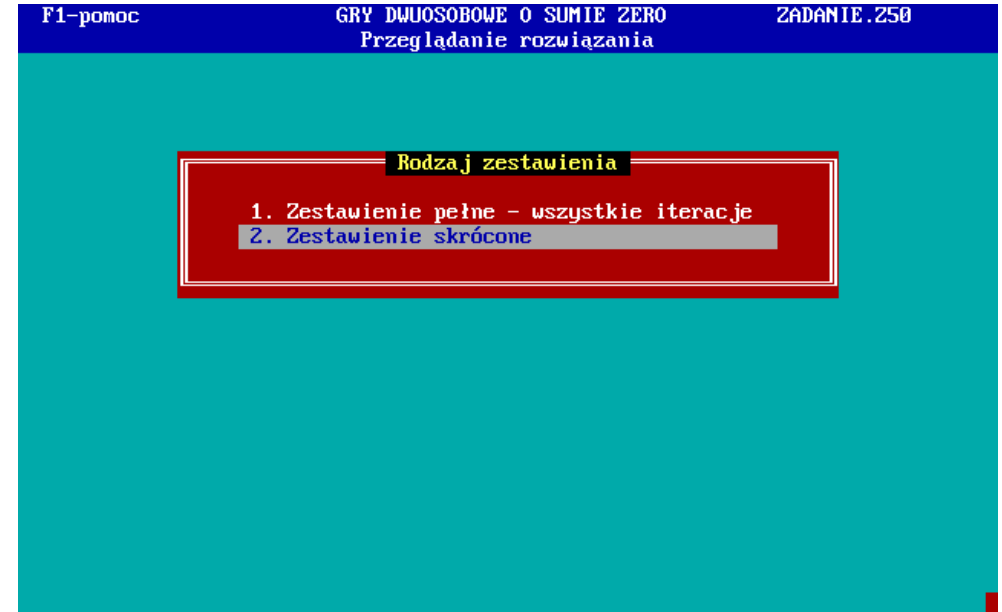 F1-pomoc GRY DWUOSOBOWE O SUMIE ZERO ZADANIE.Z50
Przeglądanie rozwiązania
Rodzaj zestawienia
1. Zestawienie pełne - wszystkie iteracje
2. Zestawienie skrócone